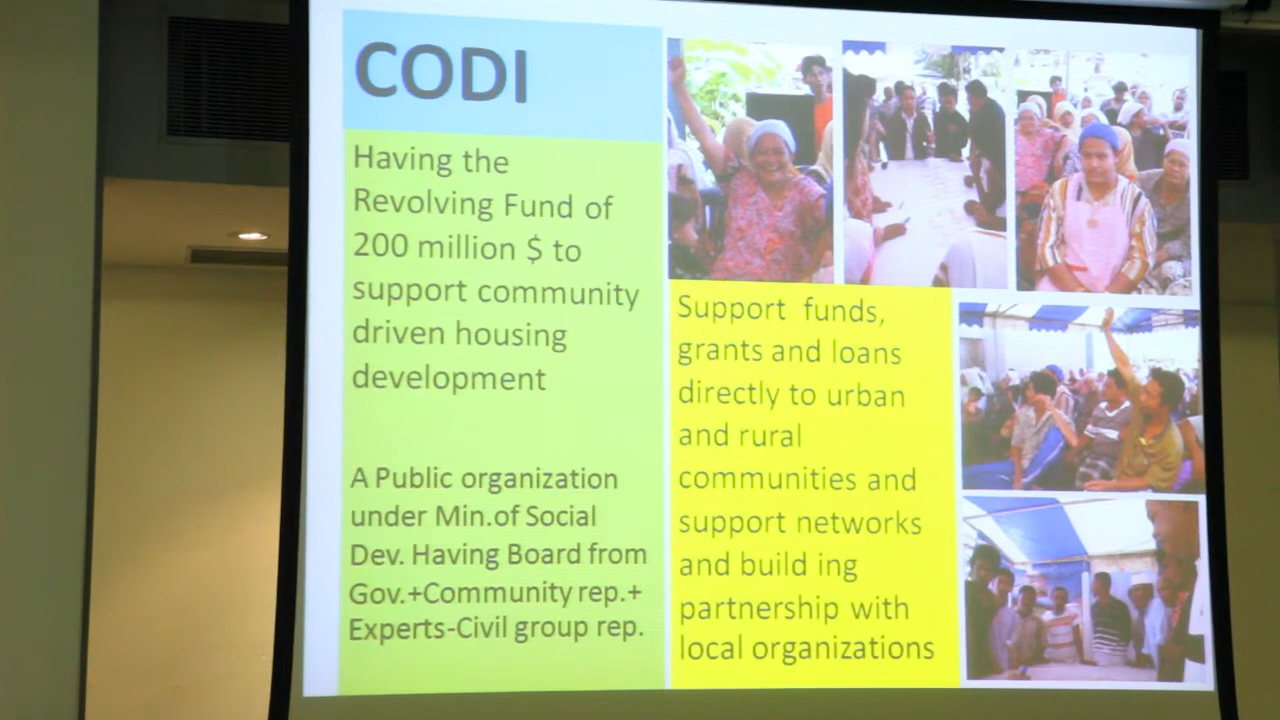 CODI
Having the
Revolving Fund of
200 million $ to
support community
driven housing
development
A Public organization
under Min.of Social
Dev. Having Board from
Gov.+Community rep.+
Experts-Civil group rep.
Support funds,
grants and loans
directly to urban
and rural
communities and
support networks
and build ing
partnership with
local organizations